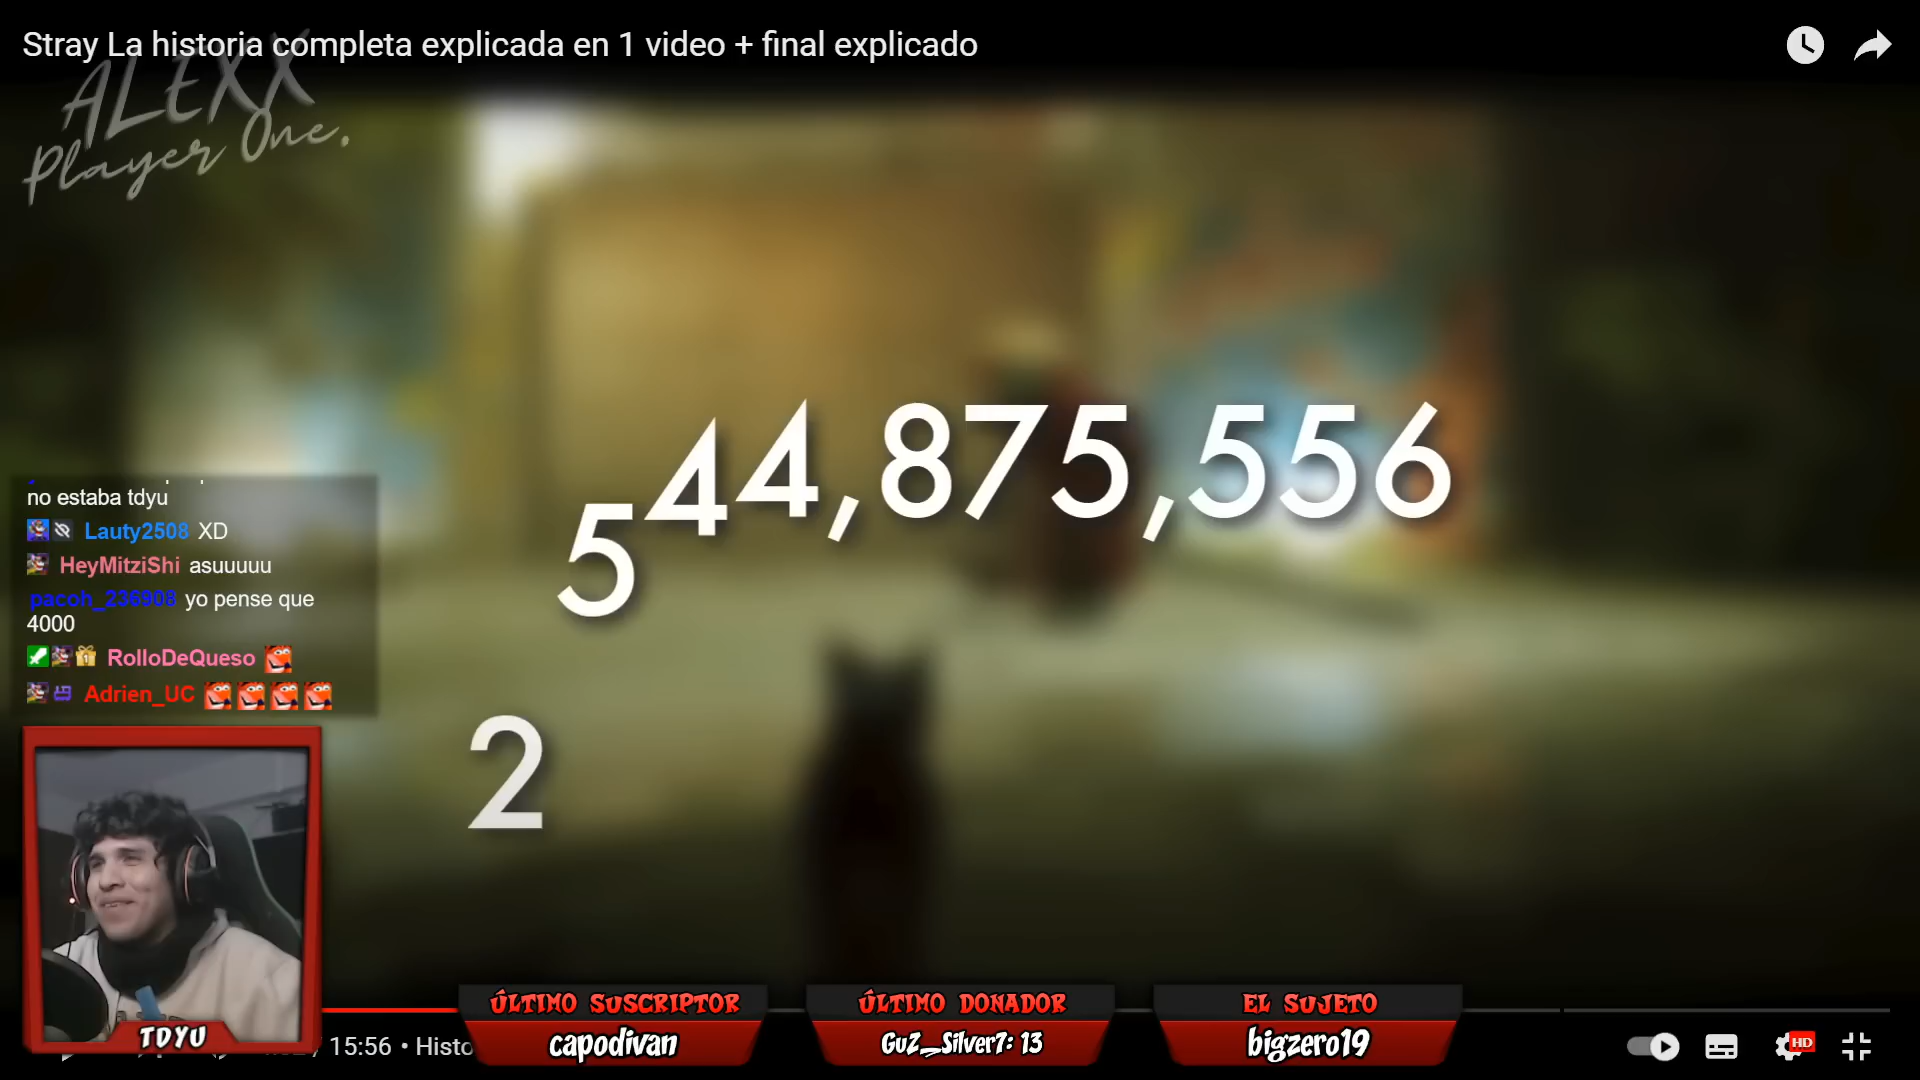 Stray La historia completa explicada en 1 video + final explicado
ALEXX
Player One.
544,875,556
2
no estaba tdyu
Lauty2508 XD
HeyMitziShi asuuuuu
pacoh_236908 yo pense que
4000
RolloDeQueso
Adrien_UC
TDYU
15:56 • Histo
ÚLTIMO SUSCRIPTOR
capodivan
ÚLTIMO DONADOR
GuZ_Silver7: 13
EL SUJETO
bigzero19
HD